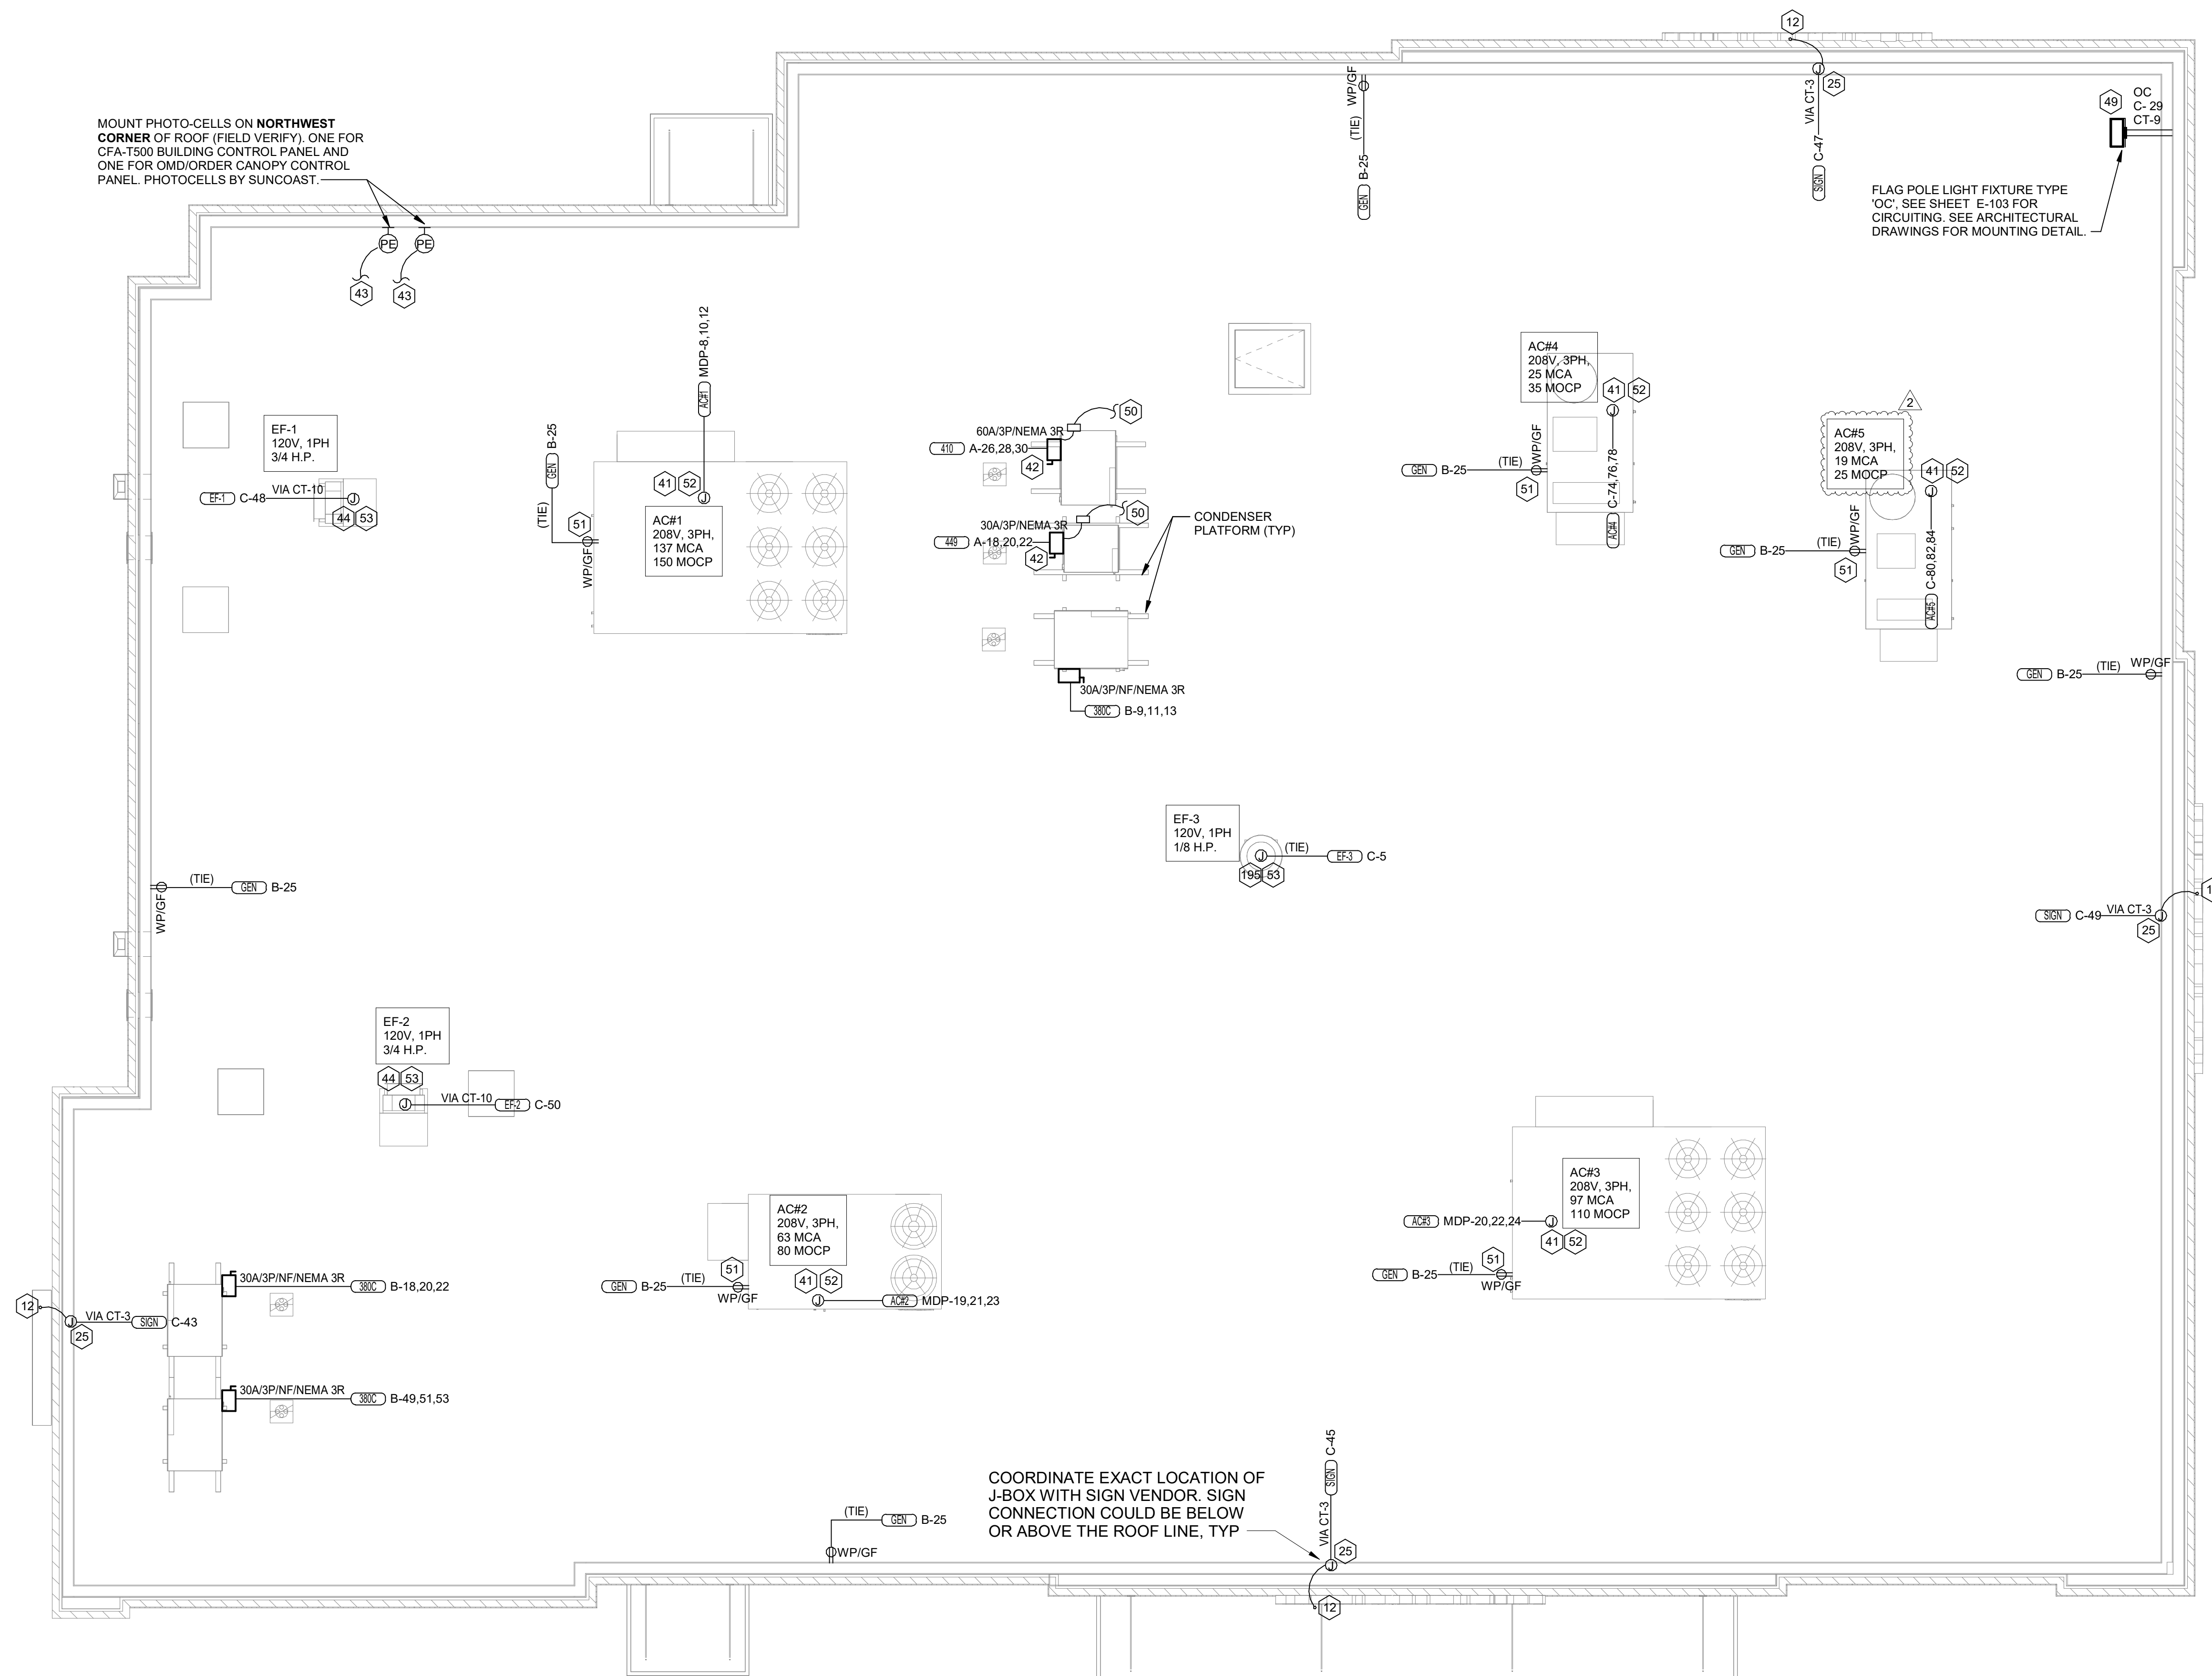 12
MOUNT PHOTO-CELLS ON NORTHWEST
CORNER OF ROOF (FIELD VERIFY). ONE FOR
CFA-T500 BUILDING CONTROL PANEL AND
ONE FOR OMD/ORDER CANOPY CONTROL
PANEL. PHOTOCELLS BY SUNCOAST.
PE
PE
43
43
WP/GF
(TIE)
GEN B-25
J
25
VIA CT-3
SIGN C-47
49
OC
C- 29
CT-9
FLAG POLE LIGHT FIXTURE TYPE
'OC', SEE SHEET E-103 FOR
CIRCUITING. SEE ARCHITECTURAL
DRAWINGS FOR MOUNTING DETAIL.
EF-1
120V, 1PH
3/4 H.P.
EF-1 C-48
VIA CT-10
J
44
53
AC#1 MDP-8,10,12
GEN B-25
(TIE)
51
WP/GF
41
52
J
AC#1
208V, 3PH,
137 MCA
150 MOCP
60A/3P/NEMA 3R
50
410 A-26,28,30
42
50
30A/3P/NEMA 3R
449 A-18,20,22
42
CONDENSER
PLATFORM (TYP)
30A/3P/NF/NEMA 3R
380C B-9,11,13
AC#4
208V, 3PH,
25 MCA
35 MOCP
41
52
J
GEN B-25
(TIE)
WP/GF
51
AC#4 C-74,76,78
2
AC#5
208V, 3PH,
19 MCA
25 MOCP
41
52
J
GEN B-25
(TIE)
WP/GF
51
AC#5 C-80,82,84
GEN B-25
(TIE)
WP/GF
EF-3
120V, 1PH
1/8 H.P.
J
(TIE)
EF-3 C-5
195
53
(TIE)
GEN B-25
WP/GF
SIGN C-49
VIA CT-3
J
25
EF-2
120V, 1PH
3/4 H.P.
44
53
J
VIA CT-10
EF-2 C-50
AC#2
208V, 3PH,
63 MCA
80 MOCP
51
41
52
GEN B-25
(TIE)
WP/GF
J
AC#2 MDP-19,21,23
AC#3
208V, 3PH,
97 MCA
110 MOCP
AC#3 MDP-20,22,24
J
41
52
51
GEN B-25
(TIE)
WP/GF
30A/3P/NF/NEMA 3R
380C B-18,20,22
12
J
VIA CT-3
SIGN C-43
25
30A/3P/NF/NEMA 3R
380C B-49,51,53
SIGN C-45
VIA CT-3
COORDINATE EXACT LOCATION OF
J-BOX WITH SIGN VENDOR. SIGN
CONNECTION COULD BE BELOW
OR ABOVE THE ROOF LINE, TYP
(TIE)
GEN B-25
WP/GF
25
J
12